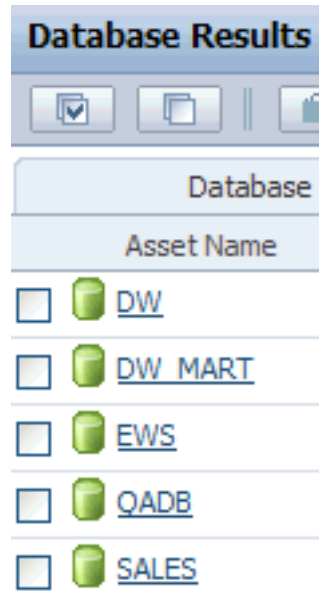 Database Results
Database
Asset Name
DW
DW_MART
EWS
QADB
SALES